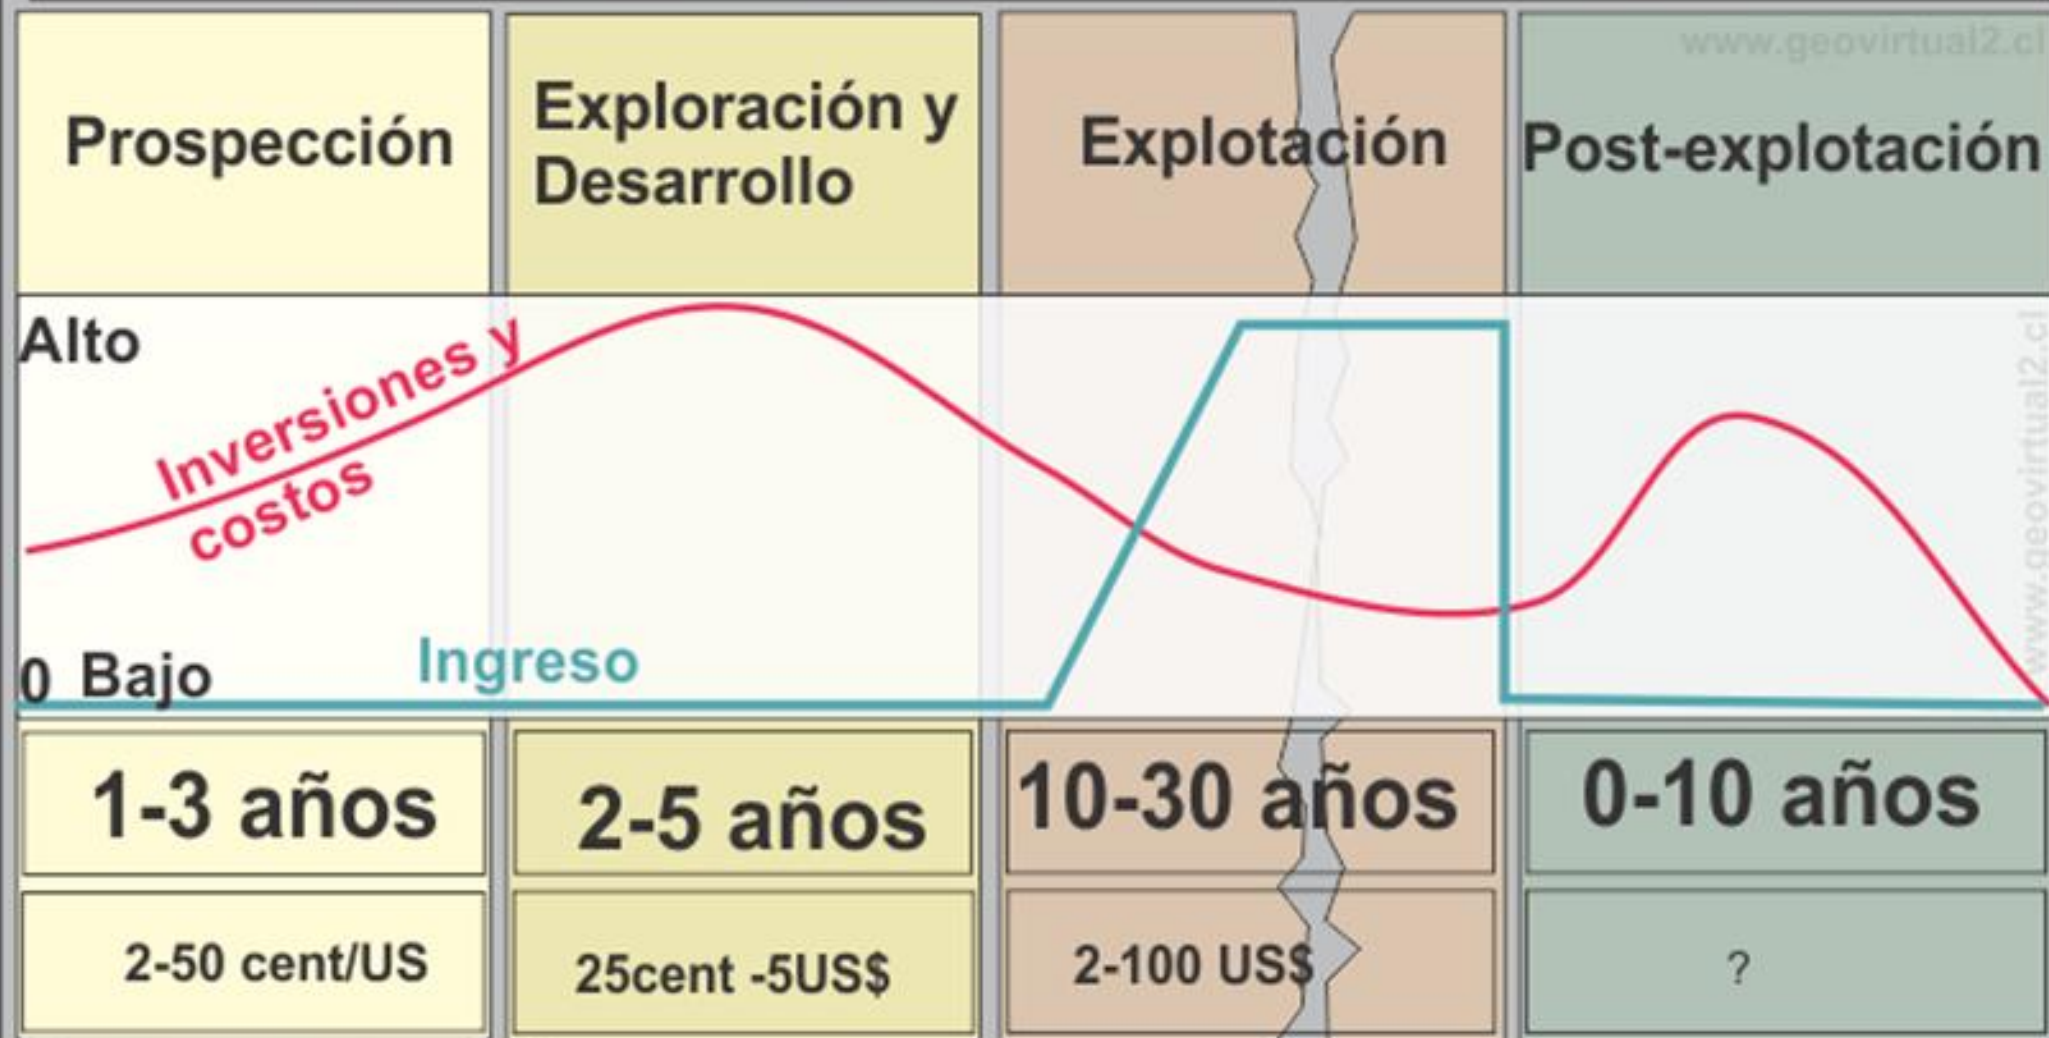 www.geovirtual2.cl
Prospección
Exploración y
Desarrollo
Explotación
Post-explotación
Alto
Inversiones y
costos
0 Bajo
Ingreso
www.geovirtual2.cl
1-3 años
2-5 años
10-30 años
0-10 años
2-50 cent/US
25cent -5US$
2-100 US$
?